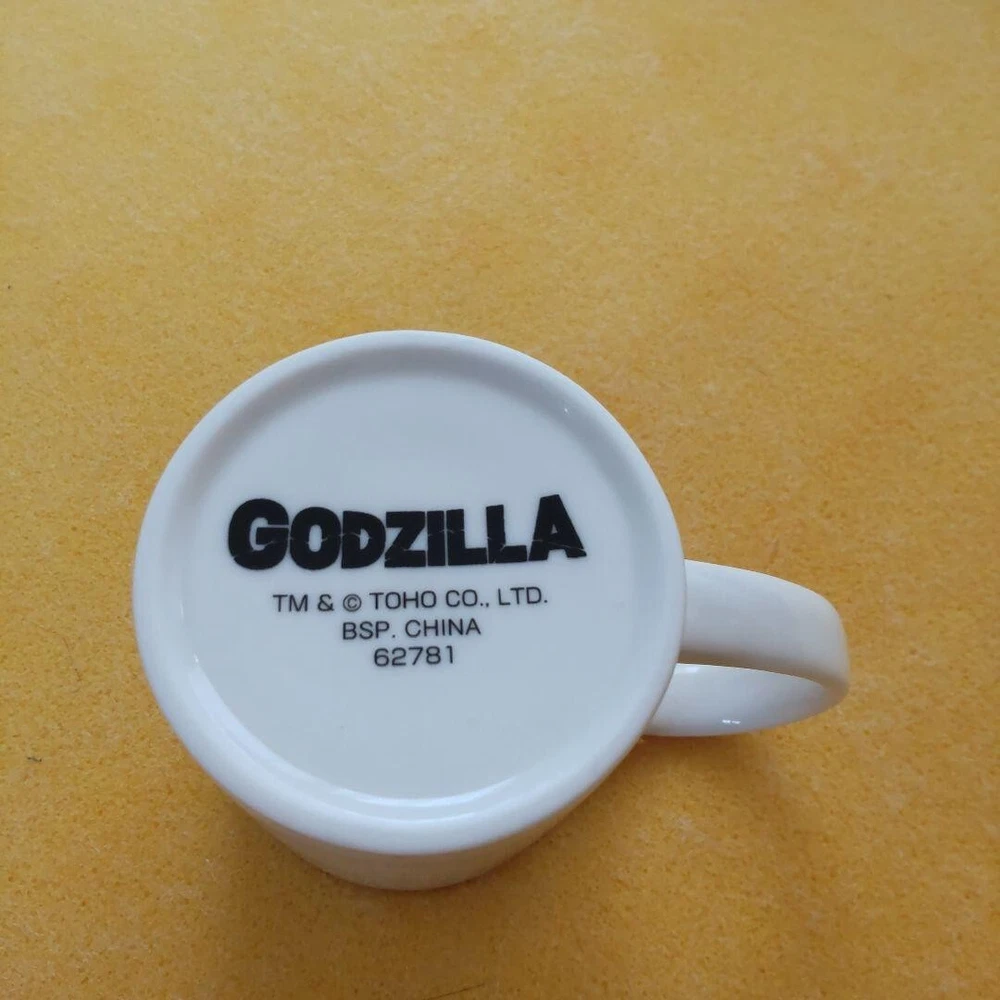 GODZILLA
TM & © TOHO CO., LTD.
BSP. CHINA
62781